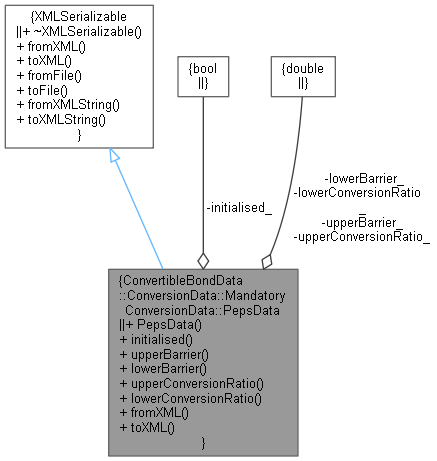 {XMLSerializable
||+ ~XMLSerializable()
+ fromXML()
+ toXML()
+ fromFile()
+ toFile()
+ fromXMLString()
+ toXMLString()
}
{bool
||}
{double
||}
-initialised_
-lowerBarrier_
-lowerConversionRatio
_
-upperBarrier_
-upperConversionRatio_
{ConvertibleBondData
::ConversionData::Mandatory
ConversionData::PepsData
||+ PepsData()
+ initialised()
+ upperBarrier()
+ lowerBarrier()
+ upperConversionRatio()
+ lowerConversionRatio()
+ fromXML()
+ toXML()
}